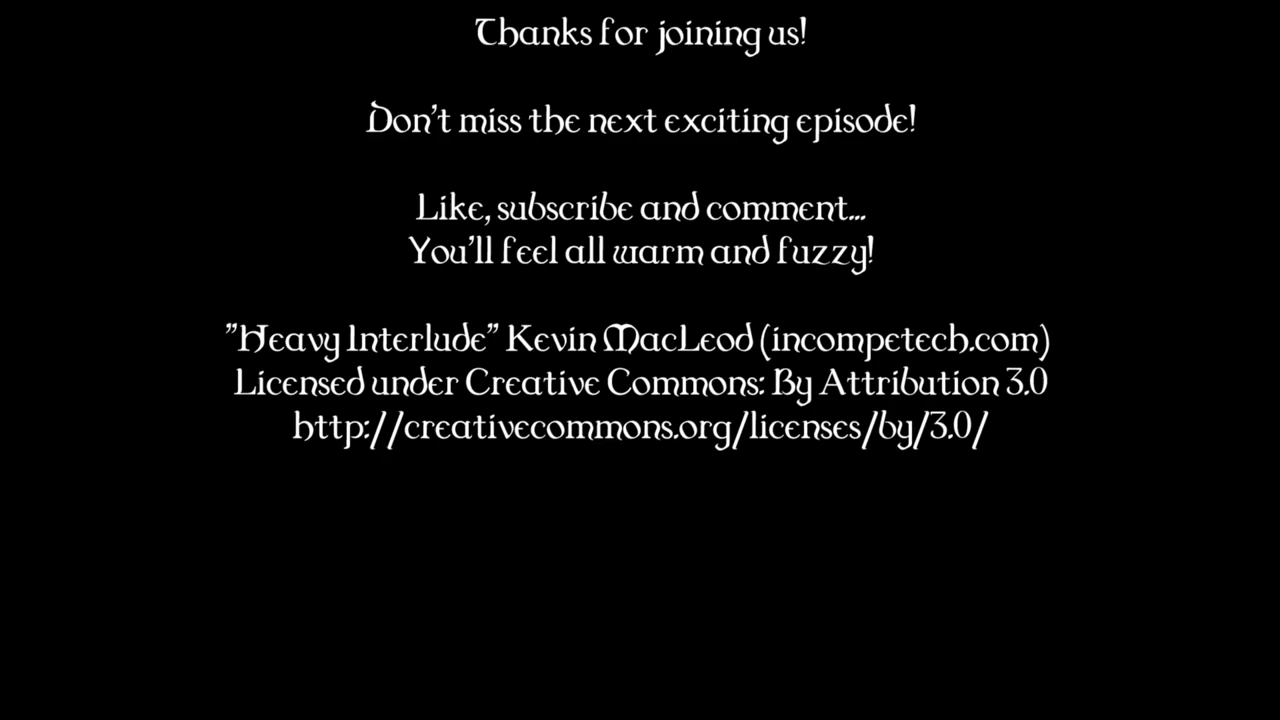 Thanks for joining us!
Don't miss the next exciting episode!
Like, subscribe and comment...
You'll feel all warm and fuzzy!
"Heavy Interlude" Kevin MacLeod (incompetech.com)
Licensed under Creative Commons: By Attribution 3.0
http://creativecommons.org/licenses/by/3.0/